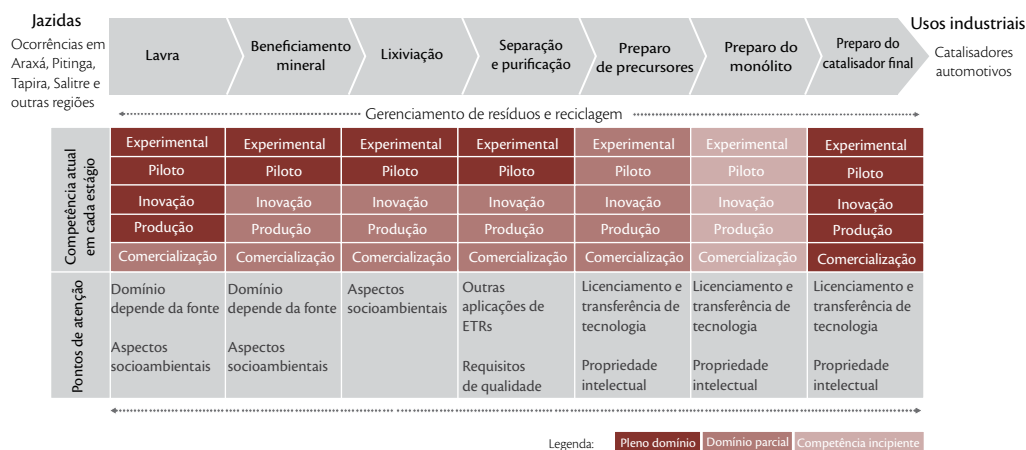 Jazidas
Ocorrências em
Araxá, Pitinga,
Tapira, Salitre e
outras regiões
Lavra
Beneficiamento
mineral
Lixiviação
Separação
e purificação
Preparo
de precursores
Preparo do
monólito
Preparo do
catalisador final
Usos industriais
Catalisadores
automotivos
Gerenciamento de resíduos e reciclagem
Competência atual
em cada estágio
Experimental Experimental Experimental Experimental Experimental Experimental Experimental
Piloto Piloto Piloto Piloto Piloto Piloto Piloto
Inovação Inovação Inovação Inovação Inovação Inovação Inovação
Produção Produção Produção Produção Produção Produção Produção
Comercialização Comercialização Comercialização Comercialização Comercialização Comercialização Comercialização
Pontos de atenção
Domínio
depende da fonte
Aspectos
socioambientais
Domínio
depende da fonte
Aspectos
socioambientais
Aspectos
socioambientais
Outras
aplicações de
ETRs
Requisitos
de qualidade
Licenciamento e
transferência de
tecnologia
Propriedade
intelectual
Licenciamento e
transferência de
tecnologia
Propriedade
intelectual
Licenciamento e
transferência de
tecnologia
Propriedade
intelectual
Legenda: Pleno domínio Domínio parcial Competência incipiente